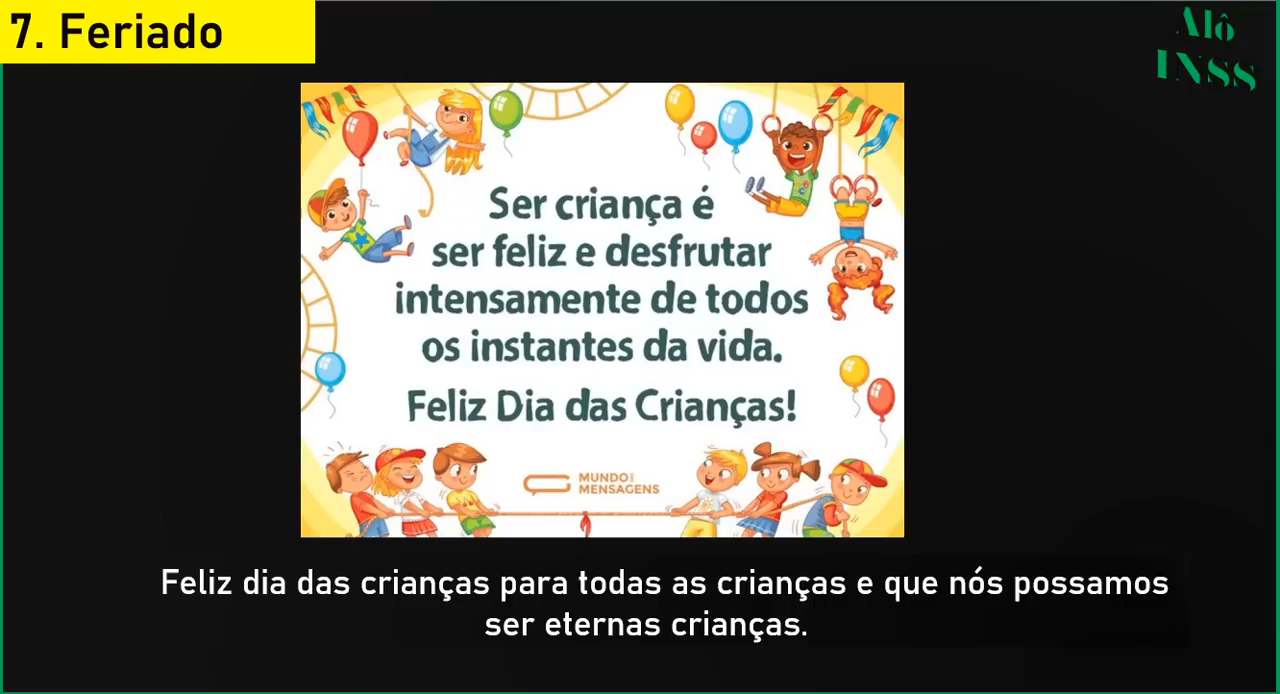 7. Feriado
Alô
INSS
Ser criança é
ser feliz e desfrutar
intensamente de todos
os instantes da vida.
Feliz Dia das Crianças!
MUNDO DAS
MENSAGENS
Feliz dia das crianças para todas as crianças e que nós possamos
ser eternas crianças.